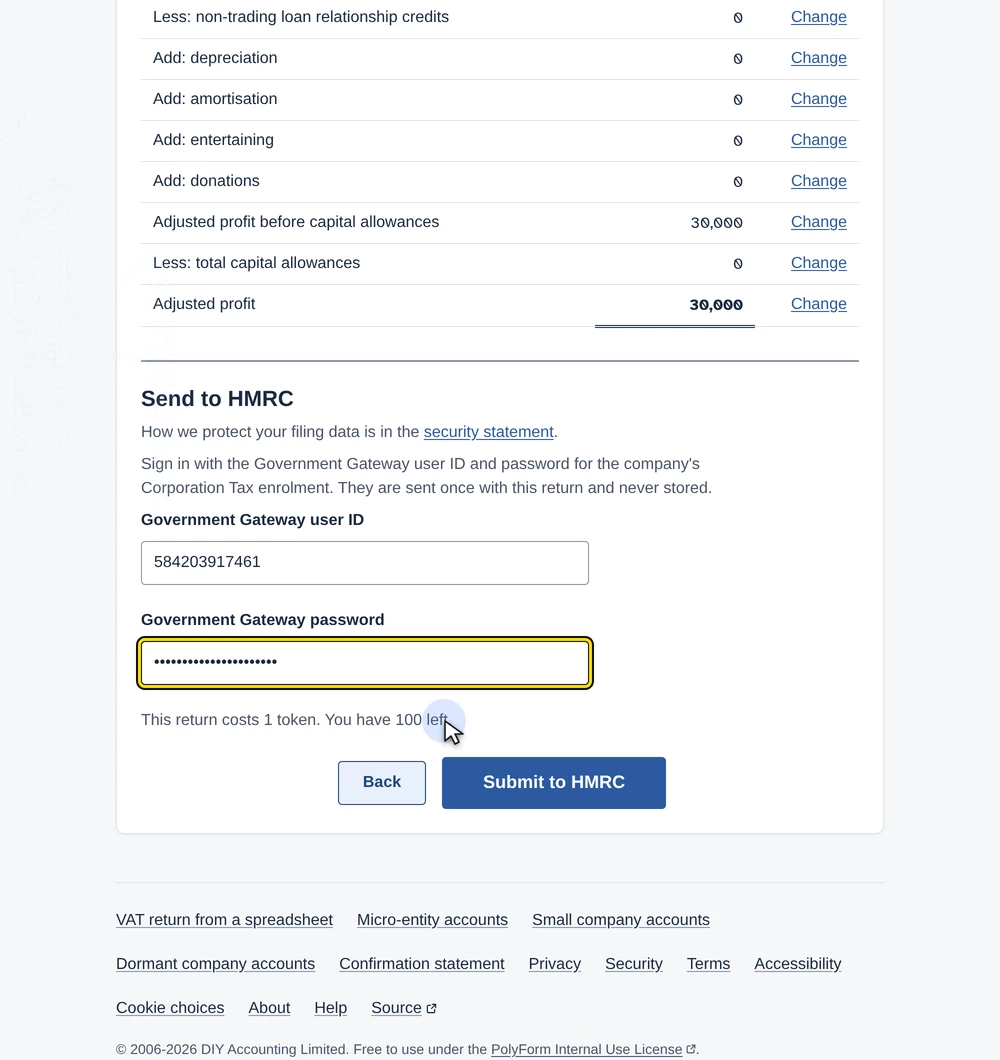 Less: non-trading loan relationship credits 0 Change
Add: depreciation 0 Change
Add: amortisation 0 Change
Add: entertaining 0 Change
Add: donations 0 Change
Adjusted profit before capital allowances 30,000 Change
Less: total capital allowances 0 Change
Adjusted profit 30,000 Change
Send to HMRC
How we protect your filing data is in the security statement.
Sign in with the Government Gateway user ID and password for the company's
Corporation Tax enrolment. They are sent once with this return and never stored.
Government Gateway user ID
584203917461
Government Gateway password
••••••••••••••••••••••
This return costs 1 token. You have 100 left.
Back Submit to HMRC
VAT return from a spreadsheet Micro-entity accounts Small company accounts
Dormant company accounts Confirmation statement Privacy Security Terms Accessibility
Cookie choices About Help Source
© 2006-2026 DIY Accounting Limited. Free to use under the PolyForm Internal Use License.